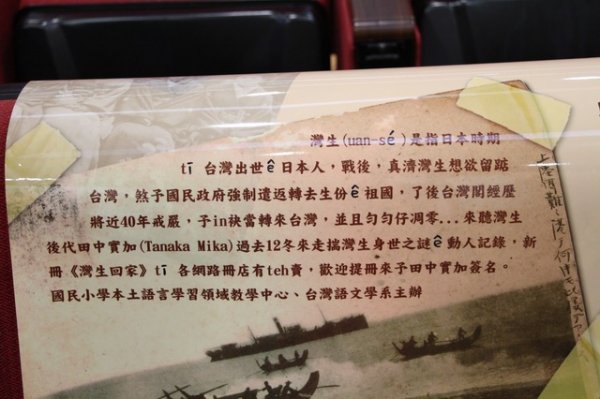 灣生(uan-sé)是指日本時期
tī 台灣出世ê日本人，戰後，真濟灣生想欲留踮
台灣，煞予國民政府強制遣返轉去生份ê祖國，了後台灣閣經歷
將近40年戒嚴，予in袂當轉來台灣，並且勻勻仔凋零...來聽灣生
後代田中實加(Tanaka Mika)過去12冬來走揣灣生身世之謎ê動人記錄，新
冊《灣生回家》tī 各網路冊店有teh賣，歡迎提冊來予田中實加簽名。
國民小學本土語言學習領域教學中心、台灣語文學系主辦